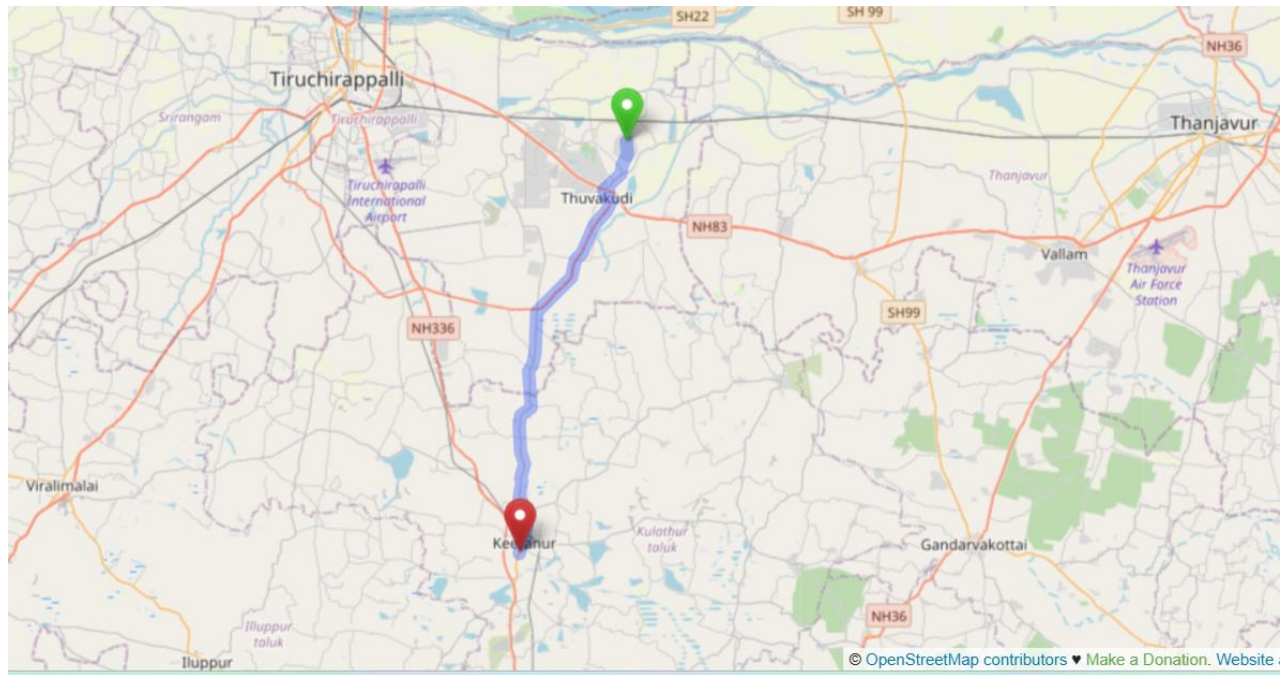 SH22
SH 99
NH36
Tiruchirappalli
Srirangam
Tiruchirappalli
Thanjavur
Tiruchirapalli
International
Airport
Thuvakudi
Thanjavur
NH83
Vallam
Thanjavur
Air Force
Station
SH99
NH336
Viralimalai
Kulathur
taluk
Gandarvakottai
NH36
Illuppur
taluk
Iluppur
© OpenStreetMap contributors ♥ Make a Donation. Website